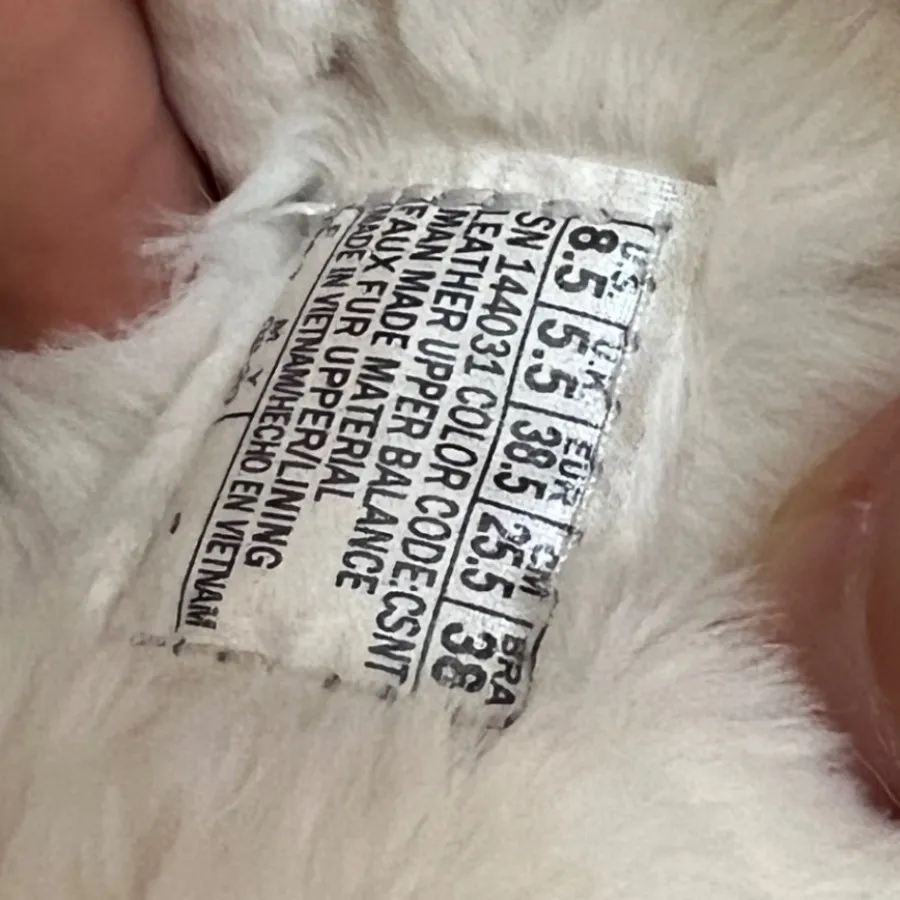 U.S. U.K. EUR CM BRA
8.5 5.5 38.5 25.5 38
SN 144031 COLOR CODE:CSNT
LEATHER UPPER BALANCE
MAN MADE MATERIAL
FAUX FUR UPPER/LINING
MADE IN VIETNAM/HECHO EN VIETNAM